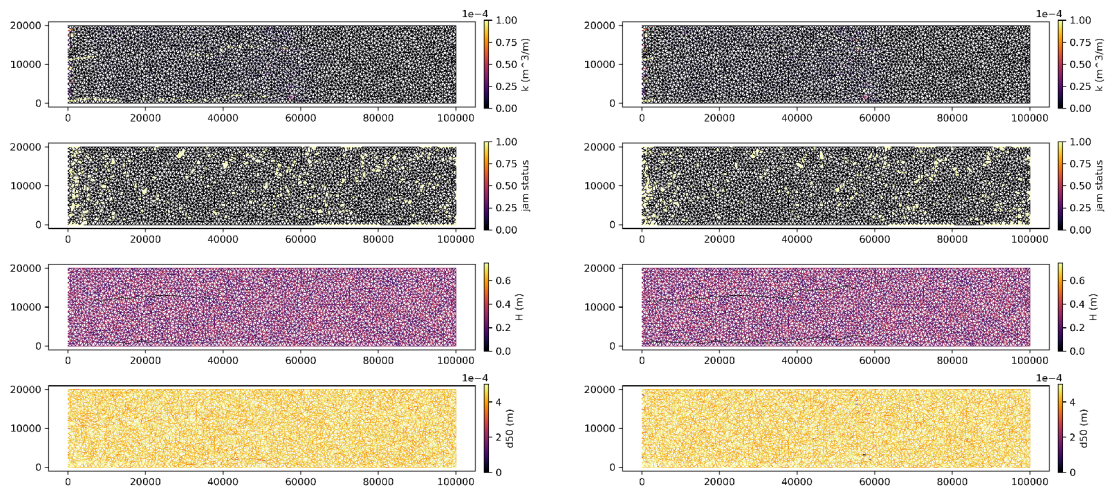 1e−4 1e−4
20000 1.00 20000 1.00
0.75 0.75
10000 0.50 10000 0.50
0.25 0.25
0 0.00 0 0.00
k (m^3/m) k (m^3/m)
0 20000 40000 60000 80000 100000 0 20000 40000 60000 80000 100000
20000 1.00 20000 1.00
0.75 0.75
10000 0.50 10000 0.50
0.25 0.25
0 0.00 0 0.00
jam status jam status
0 20000 40000 60000 80000 100000 0 20000 40000 60000 80000 100000
20000 20000
0.6 0.6
10000 0.4 10000 0.4
0.2 0.2
0 0.0 0 0.0
H (m) H (m)
0 20000 40000 60000 80000 100000 0 20000 40000 60000 80000 100000
1e−4 1e−4
20000 4 20000 4
10000 2 10000 2
0 0 0 0
d50 (m) d50 (m)
0 20000 40000 60000 80000 100000 0 20000 40000 60000 80000 100000